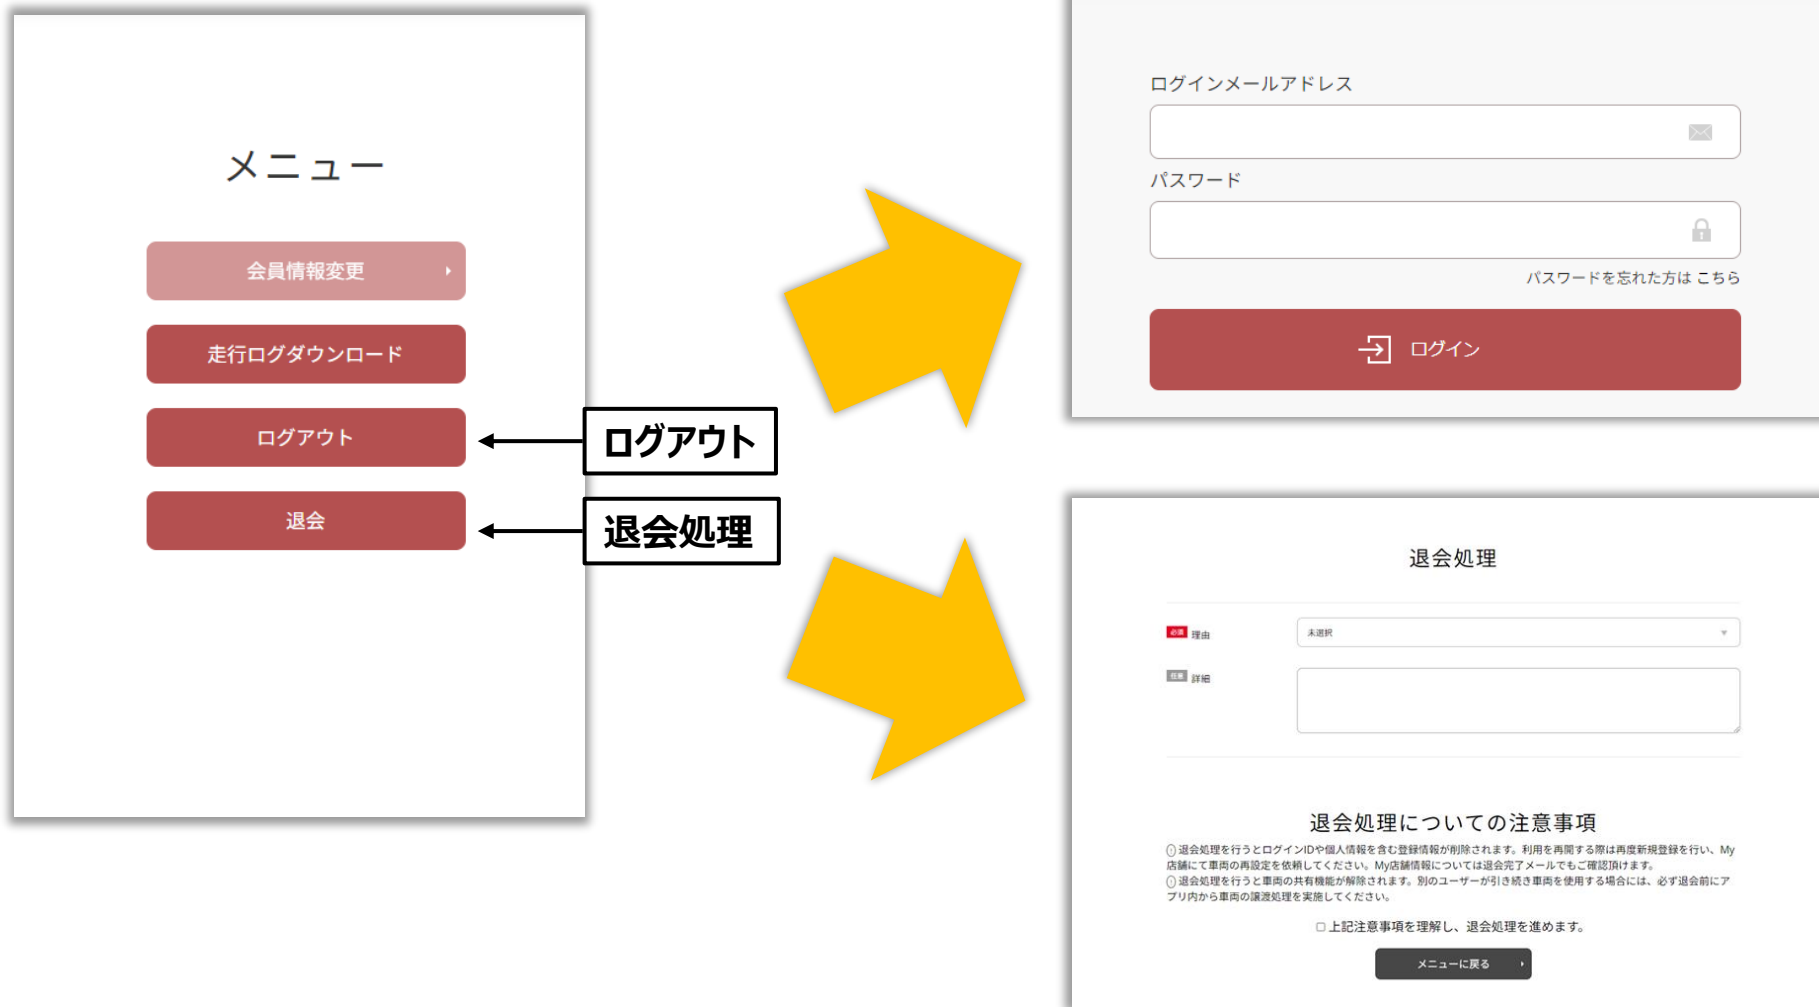 メニュー
会員情報変更
走行ログダウンロード
ログアウト
退会
ログアウト
退会処理
ログインメールアドレス
パスワード
パスワードを忘れた方は こちら
ログイン
退会処理
必須 理由
未選択
任意 詳細
退会処理についての注意事項
退会処理を行うとログインIDや個人情報を含む登録情報が削除されます。利用を再開する際は再度新規登録を行い、My
店舗にて車両の再設定を依頼してください。My店舗情報については退会完了メールでもご確認頂けます。
退会処理を行うと車両の共有機能が解除されます。別のユーザーが引き続き車両を使用する場合には、必ず退会前にア
プリ内から車両の譲渡処理を実施してください。
上記注意事項を理解し、退会処理を進めます。
メニューに戻る